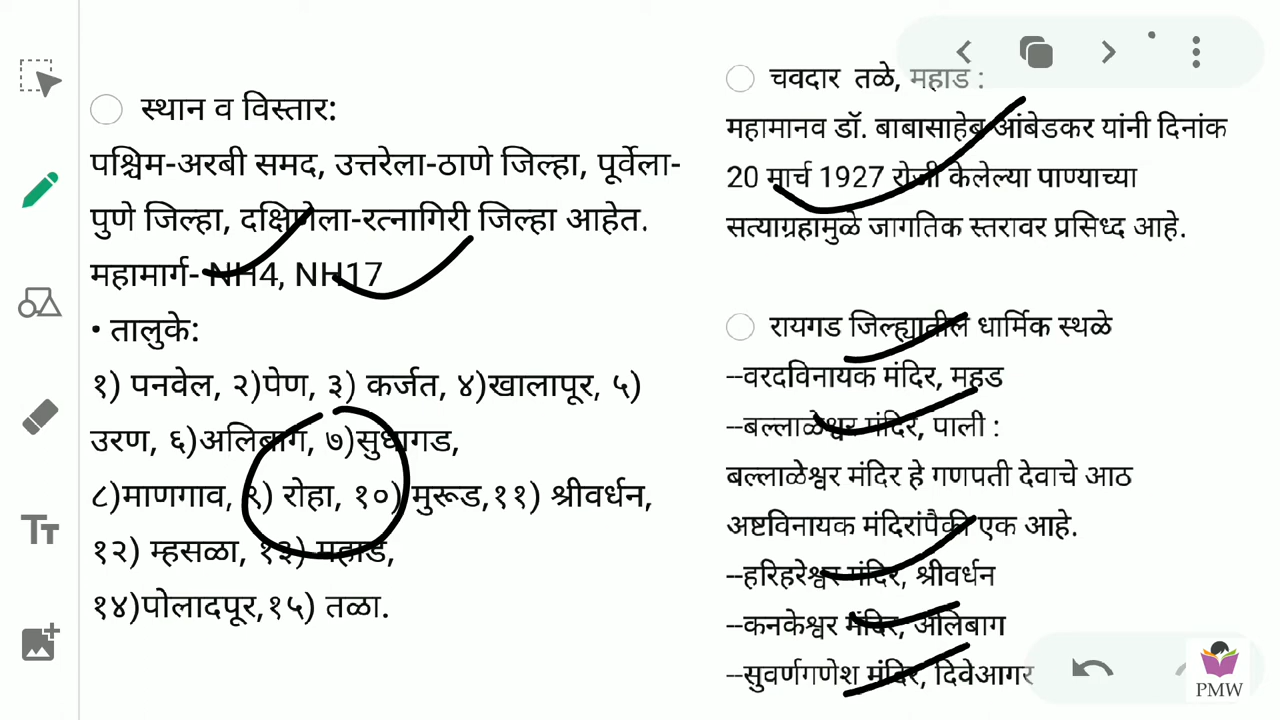 स्थान व विस्तार:
पश्चिम-अरबी समद, उत्तरेला-ठाणे जिल्हा, पूर्वेला-
पुणे जिल्हा, दक्षिणेला-रत्नागिरी जिल्हा आहेत.
महामार्ग- NH4, NH17
• तालुके:
१) पनवेल, २)पेण, ३) कर्जत, ४)खालापूर, ५)
उरण, ६)अलिबाग, ७)सुधागड,
८)माणगाव, ९) रोहा, १०) मुरूड,११) श्रीवर्धन,
१२) म्हसळा, १३) महाड,
१४)पोलादपूर,१५) तळा.
चवदार तळे, महाड :
महामानव डॉ. बाबासाहेब आंबेडकर यांनी दिनांक
20 मार्च 1927 रोजी केलेल्या पाण्याच्या
सत्याग्रहामुळे जागतिक स्तरावर प्रसिध्द आहे.
रायगड जिल्ह्यातील धार्मिक स्थळे
--वरदविनायक मंदिर, महड
--बल्लाळेश्वर मंदिर, पाली :
बल्लाळेश्वर मंदिर हे गणपती देवाचे आठ
अष्टविनायक मंदिरांपैकी एक आहे.
--हरिहरेश्वर मंदिर, श्रीवर्धन
--कनकेश्वर मंदिर, अलिबाग
--सुवर्णगणेश मंदिर, दिवेआगर
Tт
PMW